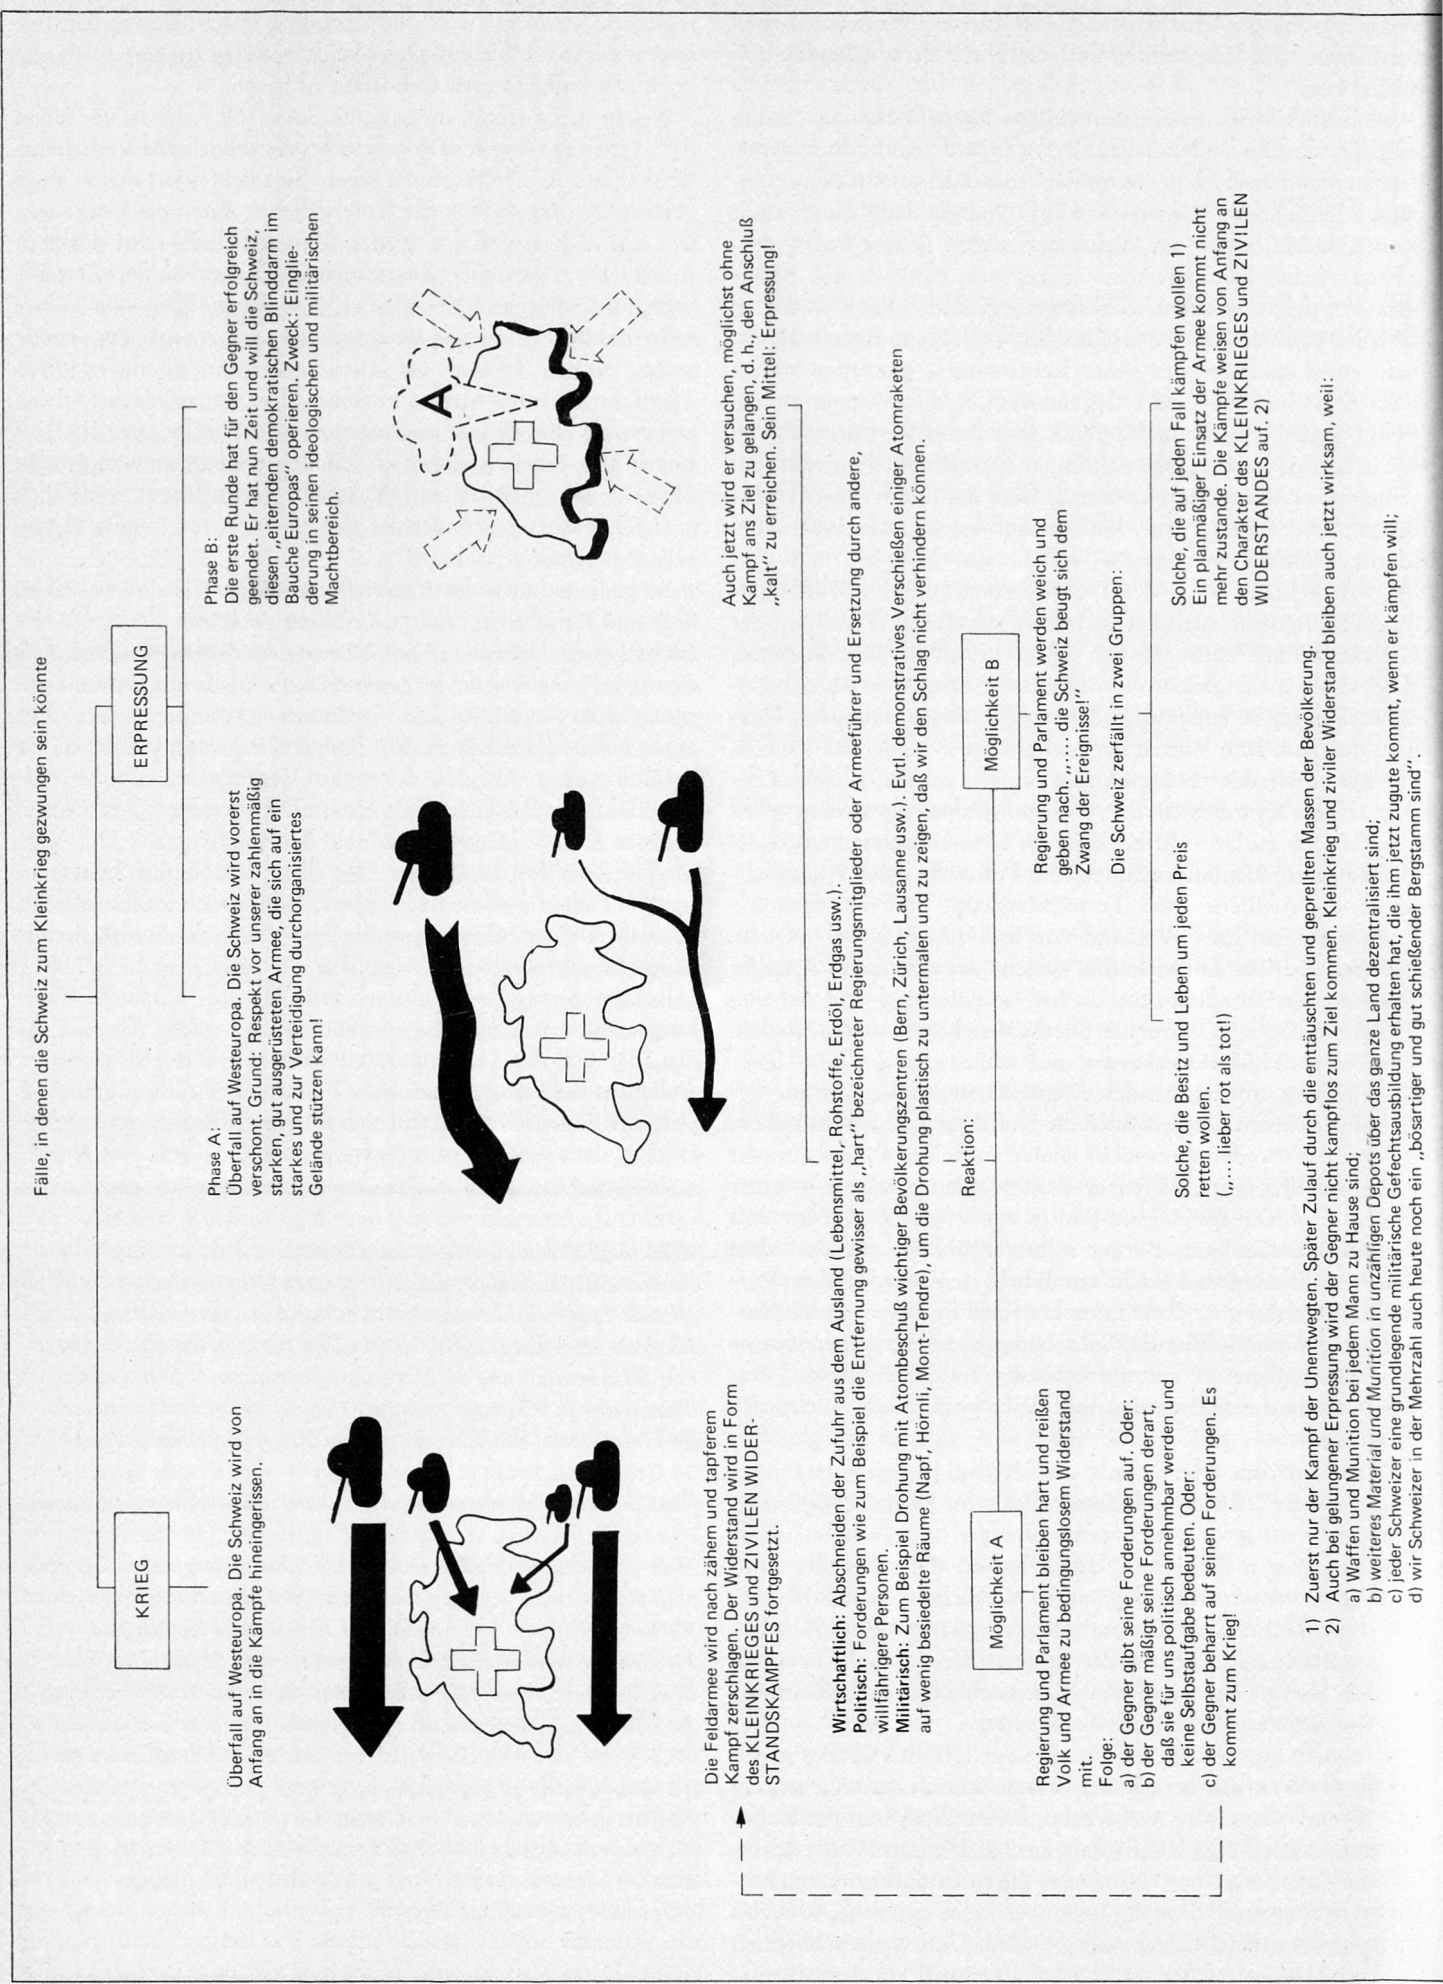 Fälle, in denen die Schweiz zum Kleinkrieg gezwungen sein könnte
KRIEG
Überfall auf Westeuropa. Die Schweiz wird von
Anfang an in die Kämpfe hineingerissen.
Die Feldarmee wird nach zähem und tapferem
Kampf zerschlagen. Der Widerstand wird in Form
des KLEINKRIEGES und ZIVILEN WIDER-
STANDSKAMPFES fortgesetzt.
ERPRESSUNG
Phase A:
Überfall auf Westeuropa. Die Schweiz wird vorerst
verschont. Grund: Respekt vor unserer zahlenmäßig
starken, gut ausgerüsteten Armee, die sich auf ein
starkes und zur Verteidigung durchorganisiertes
Gelände stützen kann!
Phase B:
Die erste Runde hat für den Gegner erfolgreich
geendet. Er hat nun Zeit und will die Schweiz,
diesen „eiternden demokratischen Blinddarm im
Bauche Europas“ operieren. Zweck: Einglie-
derung in seinen ideologischen und militärischen
Machtbereich.
A
Auch jetzt wird er versuchen, möglichst ohne
Kampf ans Ziel zu gelangen, d. h., den Anschluß
„kalt“ zu erreichen. Sein Mittel: Erpressung!
Wirtschaftlich: Abschneiden der Zufuhr aus dem Ausland (Lebensmittel, Rohstoffe, Erdöl, Erdgas usw.).
Politisch: Forderungen wie zum Beispiel die Entfernung gewisser als „hart“ bezeichneter Regierungsmitglieder oder Armeeführer und Ersetzung durch andere,
willfährigere Personen.
Militärisch: Zum Beispiel Drohung mit Atombeschuß wichtiger Bevölkerungszentren (Bern, Zürich, Lausanne usw.). Evtl. demonstratives Verschießen einiger Atomraketen
auf wenig besiedelte Räume (Napf, Hörnli, Mont-Tendre), um die Drohung plastisch zu untermalen und zu zeigen, daß wir den Schlag nicht verhindern können.
Reaktion:
Möglichkeit A
Regierung und Parlament bleiben hart und reißen
Volk und Armee zu bedingungslosem Widerstand
mit.
Folge:
a) der Gegner gibt seine Forderungen auf. Oder:
b) der Gegner mäßigt seine Forderungen derart,
daß sie für uns politisch annehmbar werden und
keine Selbstaufgabe bedeuten. Oder:
c) der Gegner beharrt auf seinen Forderungen. Es
kommt zum Krieg!
Möglichkeit B
Regierung und Parlament werden weich und
geben nach. „. . . . die Schweiz beugt sich dem
Zwang der Ereignisse!“
Die Schweiz zerfällt in zwei Gruppen:
Solche, die Besitz und Leben um jeden Preis
retten wollen.
(„. . . lieber rot als tot!)
Solche, die auf jeden Fall kämpfen wollen 1)
Ein planmäßiger Einsatz der Armee kommt nicht
mehr zustande. Die Kämpfe weisen von Anfang an
den Charakter des KLEINKRIEGES und ZIVILEN
WIDERSTANDES auf. 2)
1) Zuerst nur der Kampf der Unentwegten. Später Zulauf durch die enttäuschten und geprellten Massen der Bevölkerung.
2) Auch bei gelungener Erpressung wird der Gegner nicht kampflos zum Ziel kommen. Kleinkrieg und ziviler Widerstand bleiben auch jetzt wirksam weil:
a) Waffen und Munition bei jedem Mann zu Hause sind;
b) weiteres Material und Munition in unzähligen Depots über das ganze Land dezentralisiert sind;
c) jeder Schweizer eine grundlegende militärische Gefechtsausbildung erhalten hat, die ihm jetzt zugute kommt, wenn er kämpfen will;
d) wir Schweizer in der Mehrzahl auch heute noch ein „bösartiger und gut schießender Bergstamm sind“.